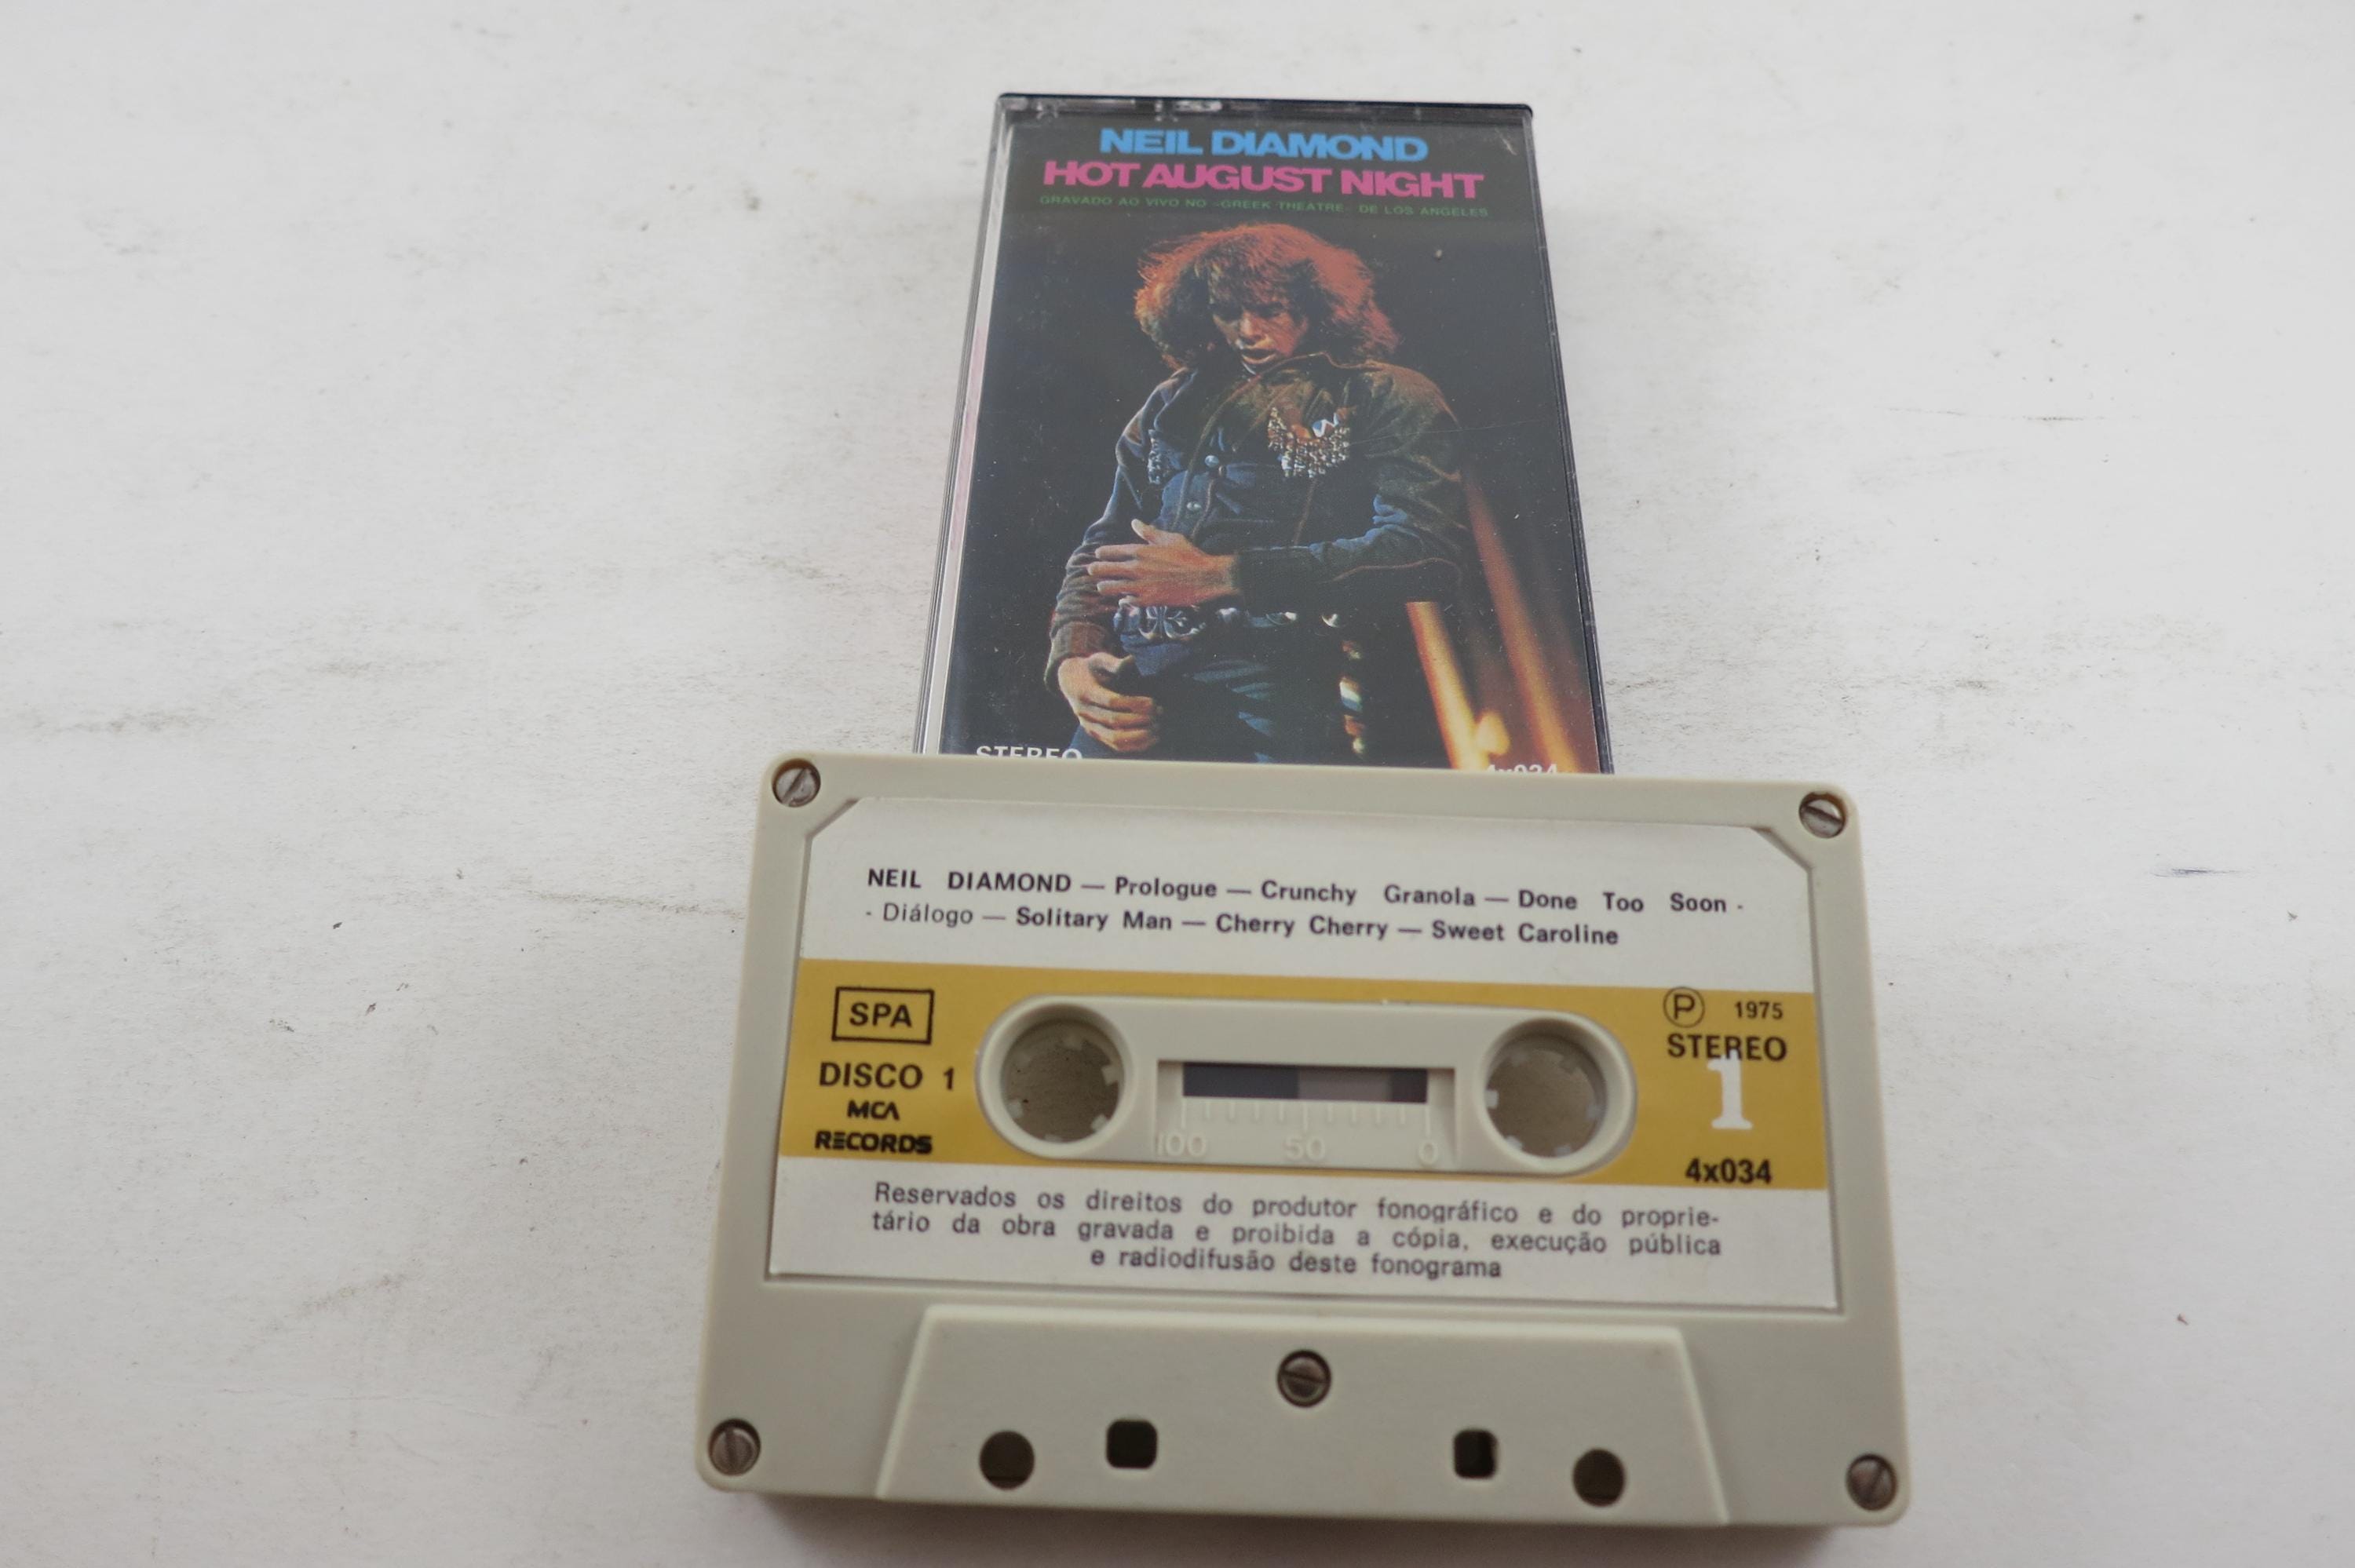 NEIL DIAMOND
HOT AUGUST NIGHT
GRAVADO AO VIVO NO -GREEK THEATRE- DE LOS ANGELES
STEREO
4x034
NEIL DIAMOND — Prologue — Crunchy Granola — Done Too Soon -
- Diálogo — Solitary Man — Cherry Cherry — Sweet Caroline
SPA
DISCO 1
MCA
RECORDS
℗ 1975
STEREO
1
4x034
100 50 0
Reservados os direitos do produtor fonográfico e do proprie-
tário da obra gravada e proibida a cópia, execução pública
e radiodifusão deste fonograma